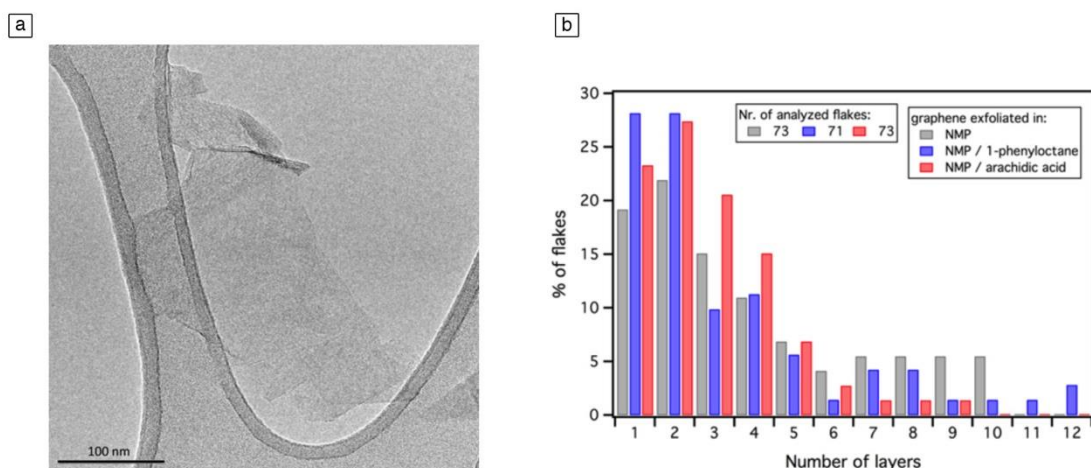 a
100 nm
b
30
25
20
15
10
5
0
% of flakes
Nr. of analyzed flakes:
73 71 73
graphene exfoliated in:
NMP
NMP / 1-phenyloctane
NMP / arachidic acid
1 2 3 4 5 6 7 8 9 10 11 12
Number of layers